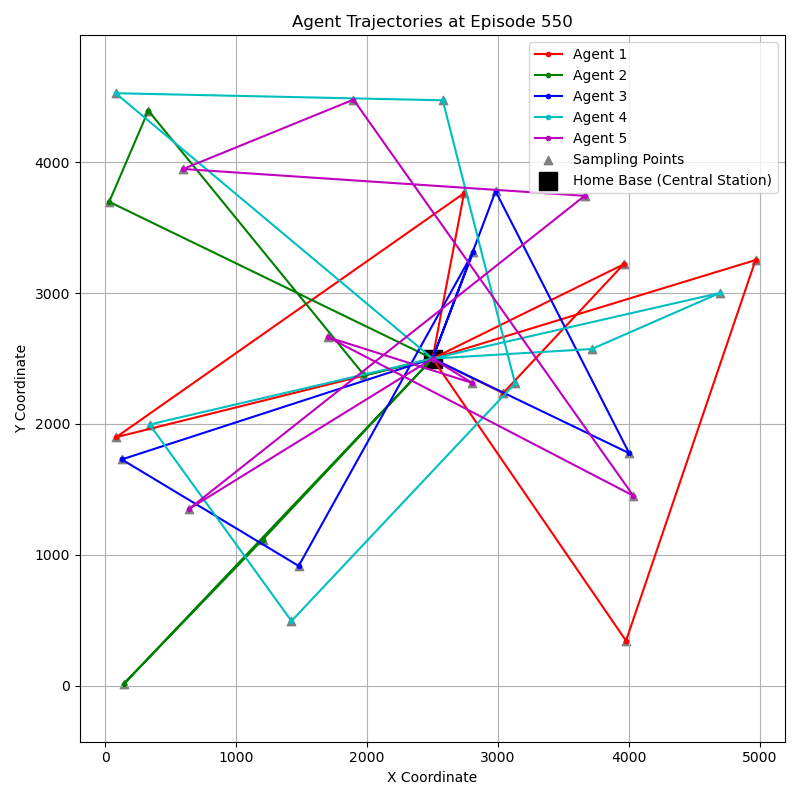 Agent Trajectories at Episode 550
Agent 1
Agent 2
Agent 3
Agent 4
Agent 5
Sampling Points
Home Base (Central Station)
Y Coordinate
4000
3000
2000
1000
0
0 1000 2000 3000 4000 5000
X Coordinate